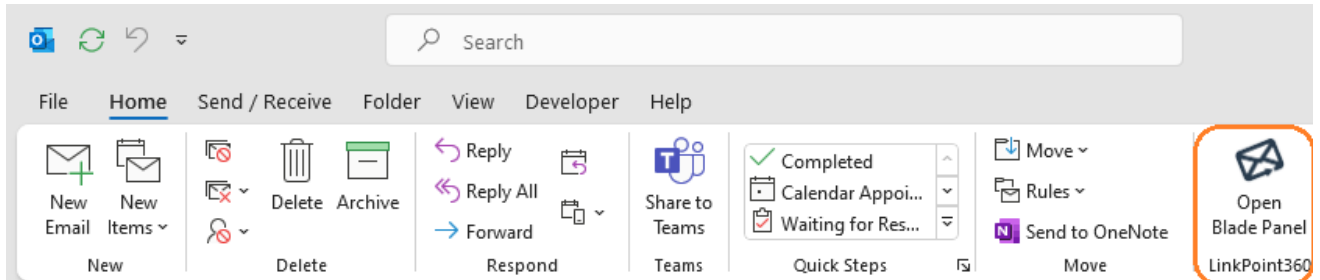 Search
File Home Send / Receive Folder View Developer Help
New Email
New Items
Delete
Archive
Reply
Reply All
Forward
Share to Teams
Completed
Calendar Appoi...
Waiting for Res...
Move
Rules
Send to OneNote
Open Blade Panel
New Delete Respond Teams Quick Steps Move LinkPoint360